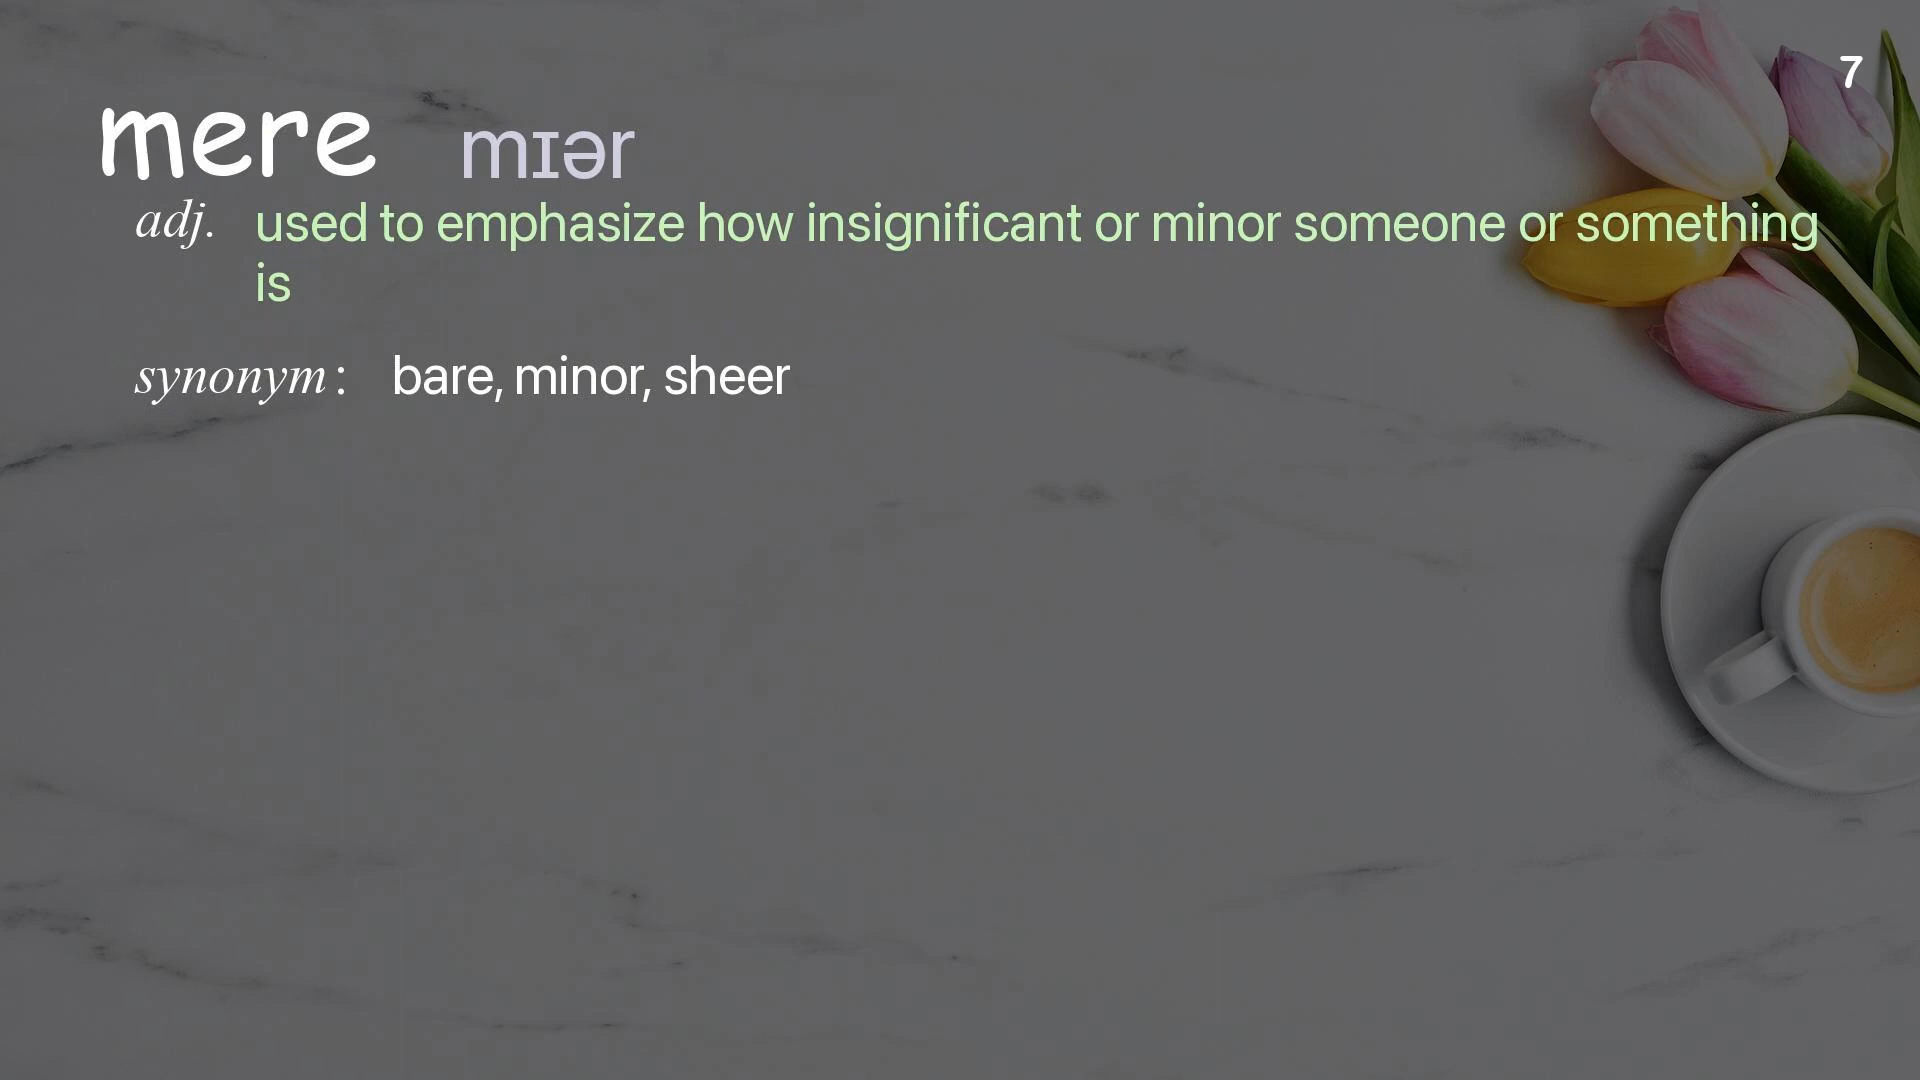 7
mere mɪər
adj. used to emphasize how insignificant or minor someone or something
is
synonym: bare, minor, sheer